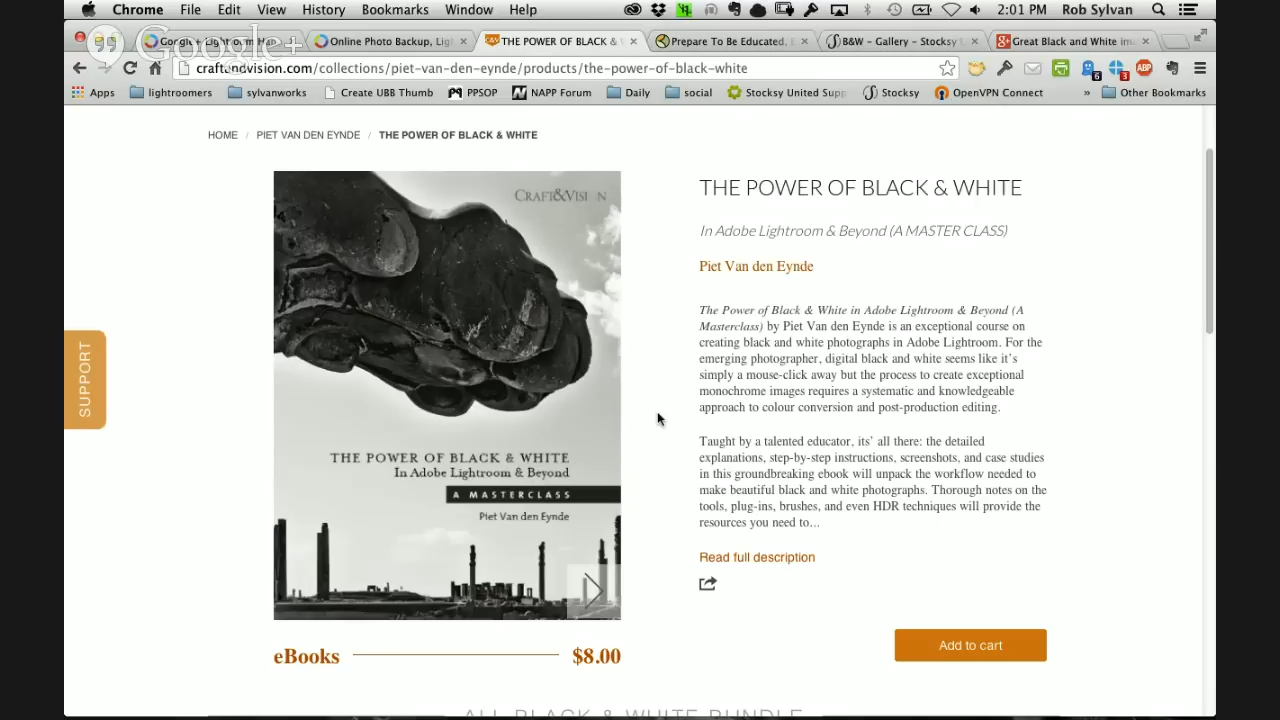 Chrome File Edit View History Bookmarks Window Help 2:01 PM Rob Sylvan
Google+
Online Photo Backup, Lig THE POWER OF BLACK & W Prepare To Be Educated, B&W – Gallery – Stocksy Great Black and White im
craftandvision.com/collections/piet-van-den-eynde/products/the-power-of-black-white
6 3 ABP
Apps lightroomers sylvanworks Create UBB Thumb PPSOP NAPP Forum Daily social Stocksy United Supp Stocksy OpenVPN Connect » Other Bookmarks
HOME / PIET VAN DEN EYNDE / THE POWER OF BLACK & WHITE
CRAFT&VISI N
THE POWER OF BLACK & WHITE
In Adobe Lightroom & Beyond
A MASTERCLASS
Piet Van den Eynde
eBooks $8.00
THE POWER OF BLACK & WHITE
In Adobe Lightroom & Beyond (A MASTER CLASS)
Piet Van den Eynde
The Power of Black & White in Adobe Lightroom & Beyond (A
Masterclass) by Piet Van den Eynde is an exceptional course on
creating black and white photographs in Adobe Lightroom. For the
emerging photographer, digital black and white seems like it's
simply a mouse-click away but the process to create exceptional
monochrome images requires a systematic and knowledgeable
approach to colour conversion and post-production editing.
Taught by a talented educator, its' all there: the detailed
explanations, step-by-step instructions, screenshots, and case studies
in this groundbreaking ebook will unpack the workflow needed to
make beautiful black and white photographs. Thorough notes on the
tools, plug-ins, brushes, and even HDR techniques will provide the
resources you need to...
Read full description
Add to cart
SUPPORT
ALL BLACK & WHITE BUNDLE